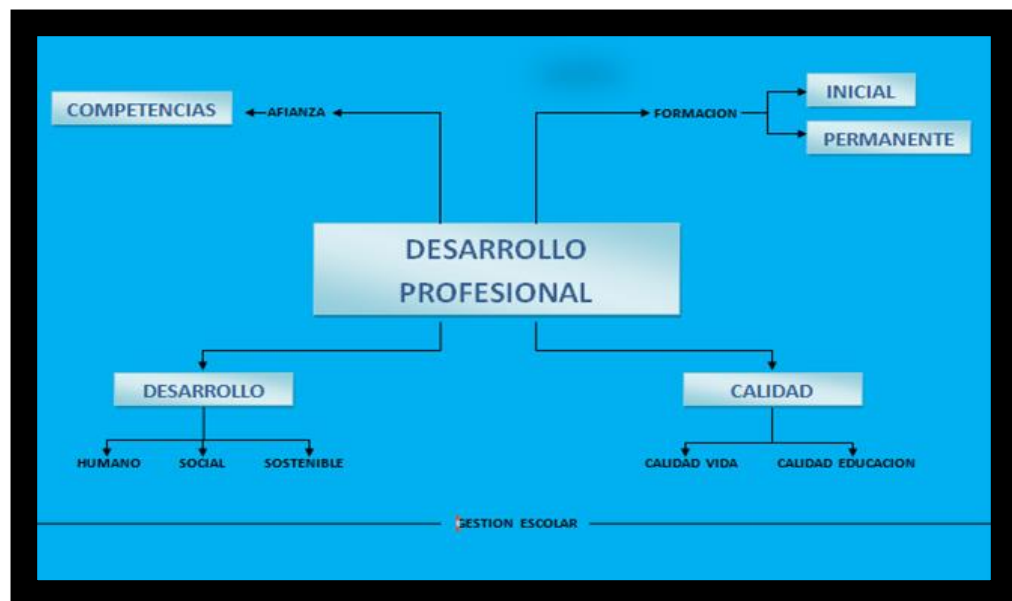 COMPETENCIAS
AFIANZA
FORMACION
INICIAL
PERMANENTE
DESARROLLO
PROFESIONAL
DESARROLLO
CALIDAD
HUMANO SOCIAL SOSTENIBLE
CALIDAD VIDA CALIDAD EDUCACION
GESTION ESCOLAR